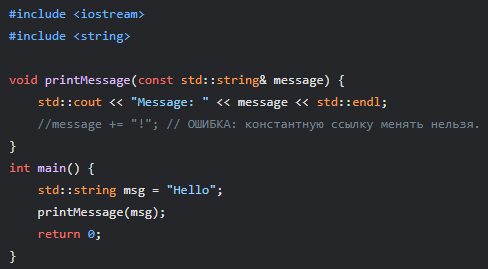 #include <iostream>
#include <string>

void printMessage(const std::string& message) {
    std::cout << "Message: " << message << std::endl;
    //message += "!"; // ОШИБКА: константную ссылку менять нельзя.
}
int main() {
    std::string msg = "Hello";
    printMessage(msg);
    return 0;
}